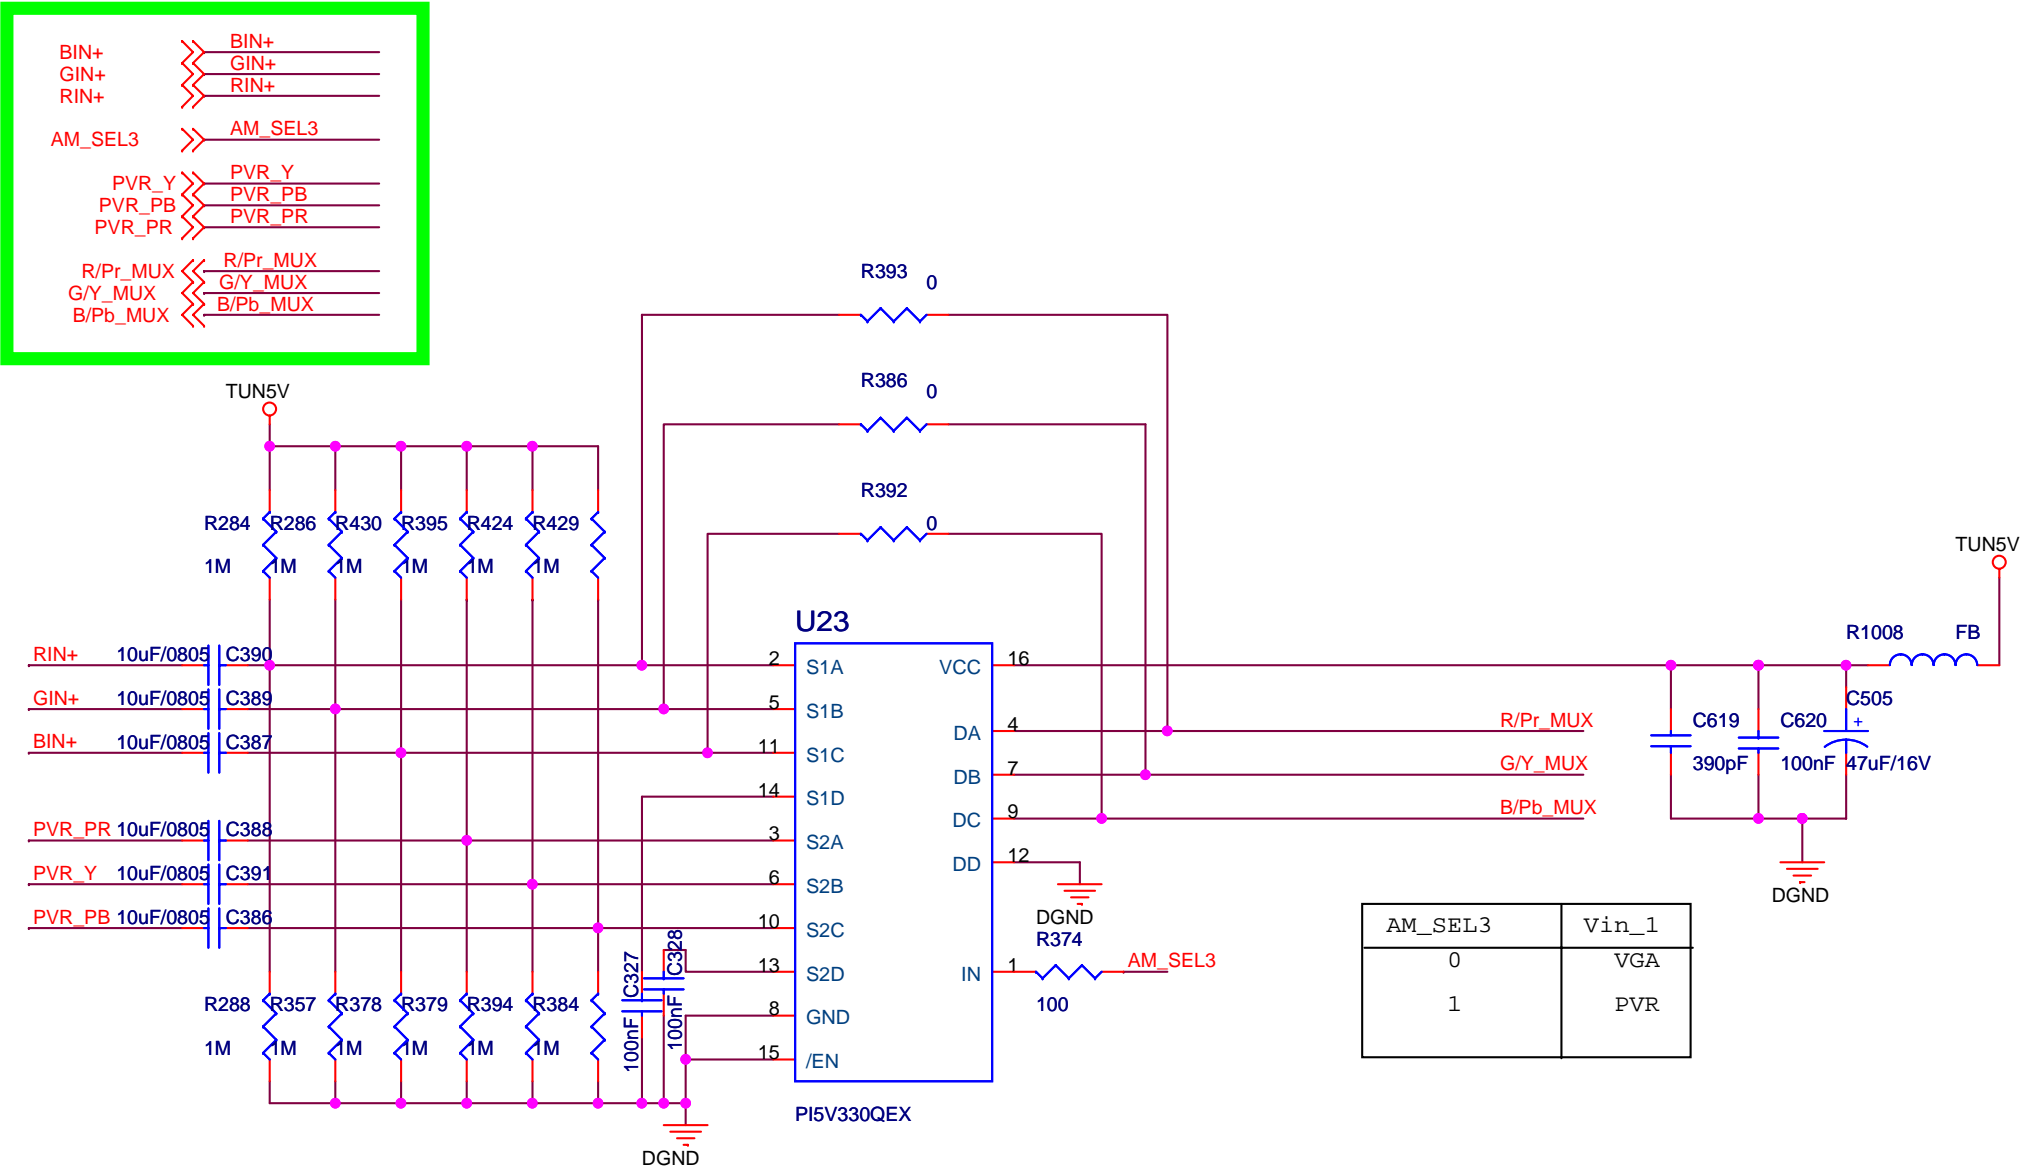 BIN+ BIN+
GIN+ GIN+
RIN+ RIN+
AM_SEL3 AM_SEL3
PVR_Y PVR_Y
PVR_PB PVR_PB
PVR_PR PVR_PR
R/Pr_MUX R/Pr_MUX
G/Y_MUX G/Y_MUX
B/Pb_MUX B/Pb_MUX
R393 0
R386 0
R392 0
TUN5V
R284 R286 R430 R395 R424 R429
1M 1M 1M 1M 1M
U23
RIN+ 10uF/0805 C390
GIN+ 10uF/0805 C389
BIN+ 10uF/0805 C387
PVR_PR 10uF/0805 C388
PVR_Y 10uF/0805 C391
PVR_PB 10uF/0805 C386
2 S1A
5 S1B
11 S1C
14 S1D
3 S2A
6 S2B
10 S2C
13 S2D
8 GND
15 /EN
VCC 16
DA 4
DB 7
DC 9
DD 12
IN 1
PI5V330QEX
C327
100nF
C328
100nF
R288 R357 R378 R379 R394 R384
1M 1M 1M 1M 1M 1M
DGND
DGND
R374
100
AM_SEL3
R/Pr_MUX
G/Y_MUX
B/Pb_MUX
TUN5V
R1008 FB
C505
+
47uF/16V
C619
390pF
C620
100nF
DGND
AM_SEL3 Vin_1
0 VGA
1 PVR